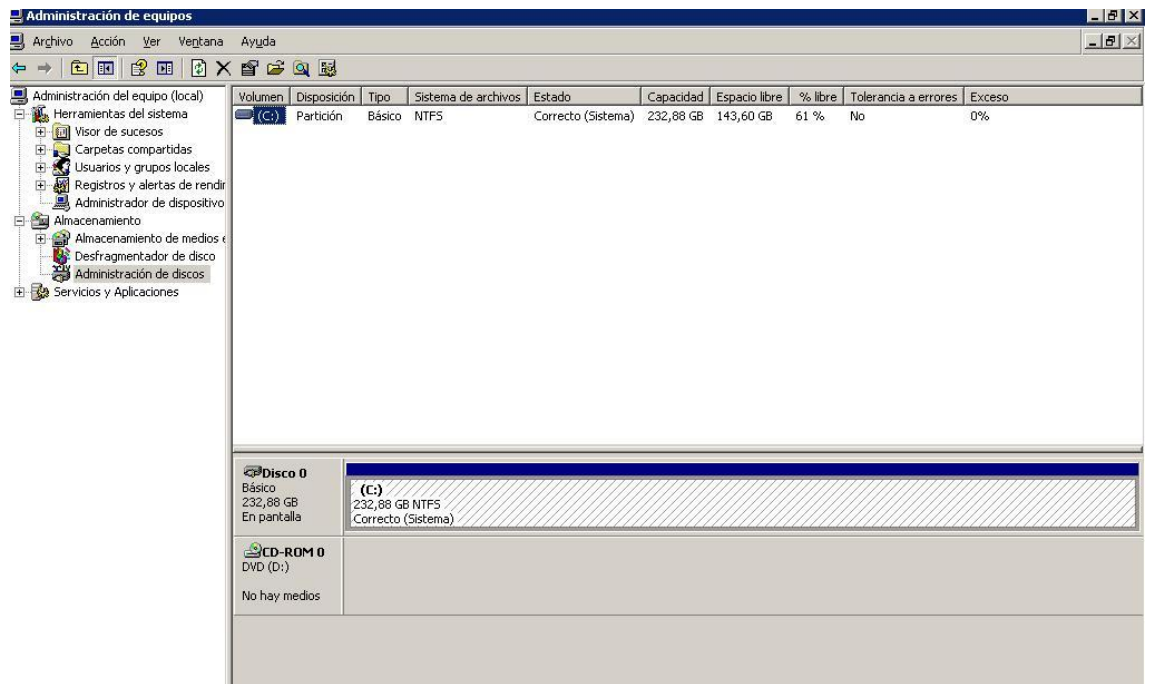 Administración de equipos
Archivo Acción Ver Ventana Ayuda
Administración del equipo (local)
Herramientas del sistema
Visor de sucesos
Carpetas compartidas
Usuarios y grupos locales
Registros y alertas de rendir
Administrador de dispositivo
Almacenamiento
Almacenamiento de medios e
Desfragmentador de disco
Administración de discos
Servicios y Aplicaciones
Volumen Disposición Tipo Sistema de archivos Estado Capacidad Espacio libre % libre Tolerancia a errores Exceso
(C:) Partición Básico NTFS Correcto (Sistema) 232,88 GB 143,60 GB 61 % No 0%
Disco 0
Básico
232,88 GB
En pantalla
(C:)
232,88 GB NTFS
Correcto (Sistema)
CD-ROM 0
DVD (D:)
No hay medios